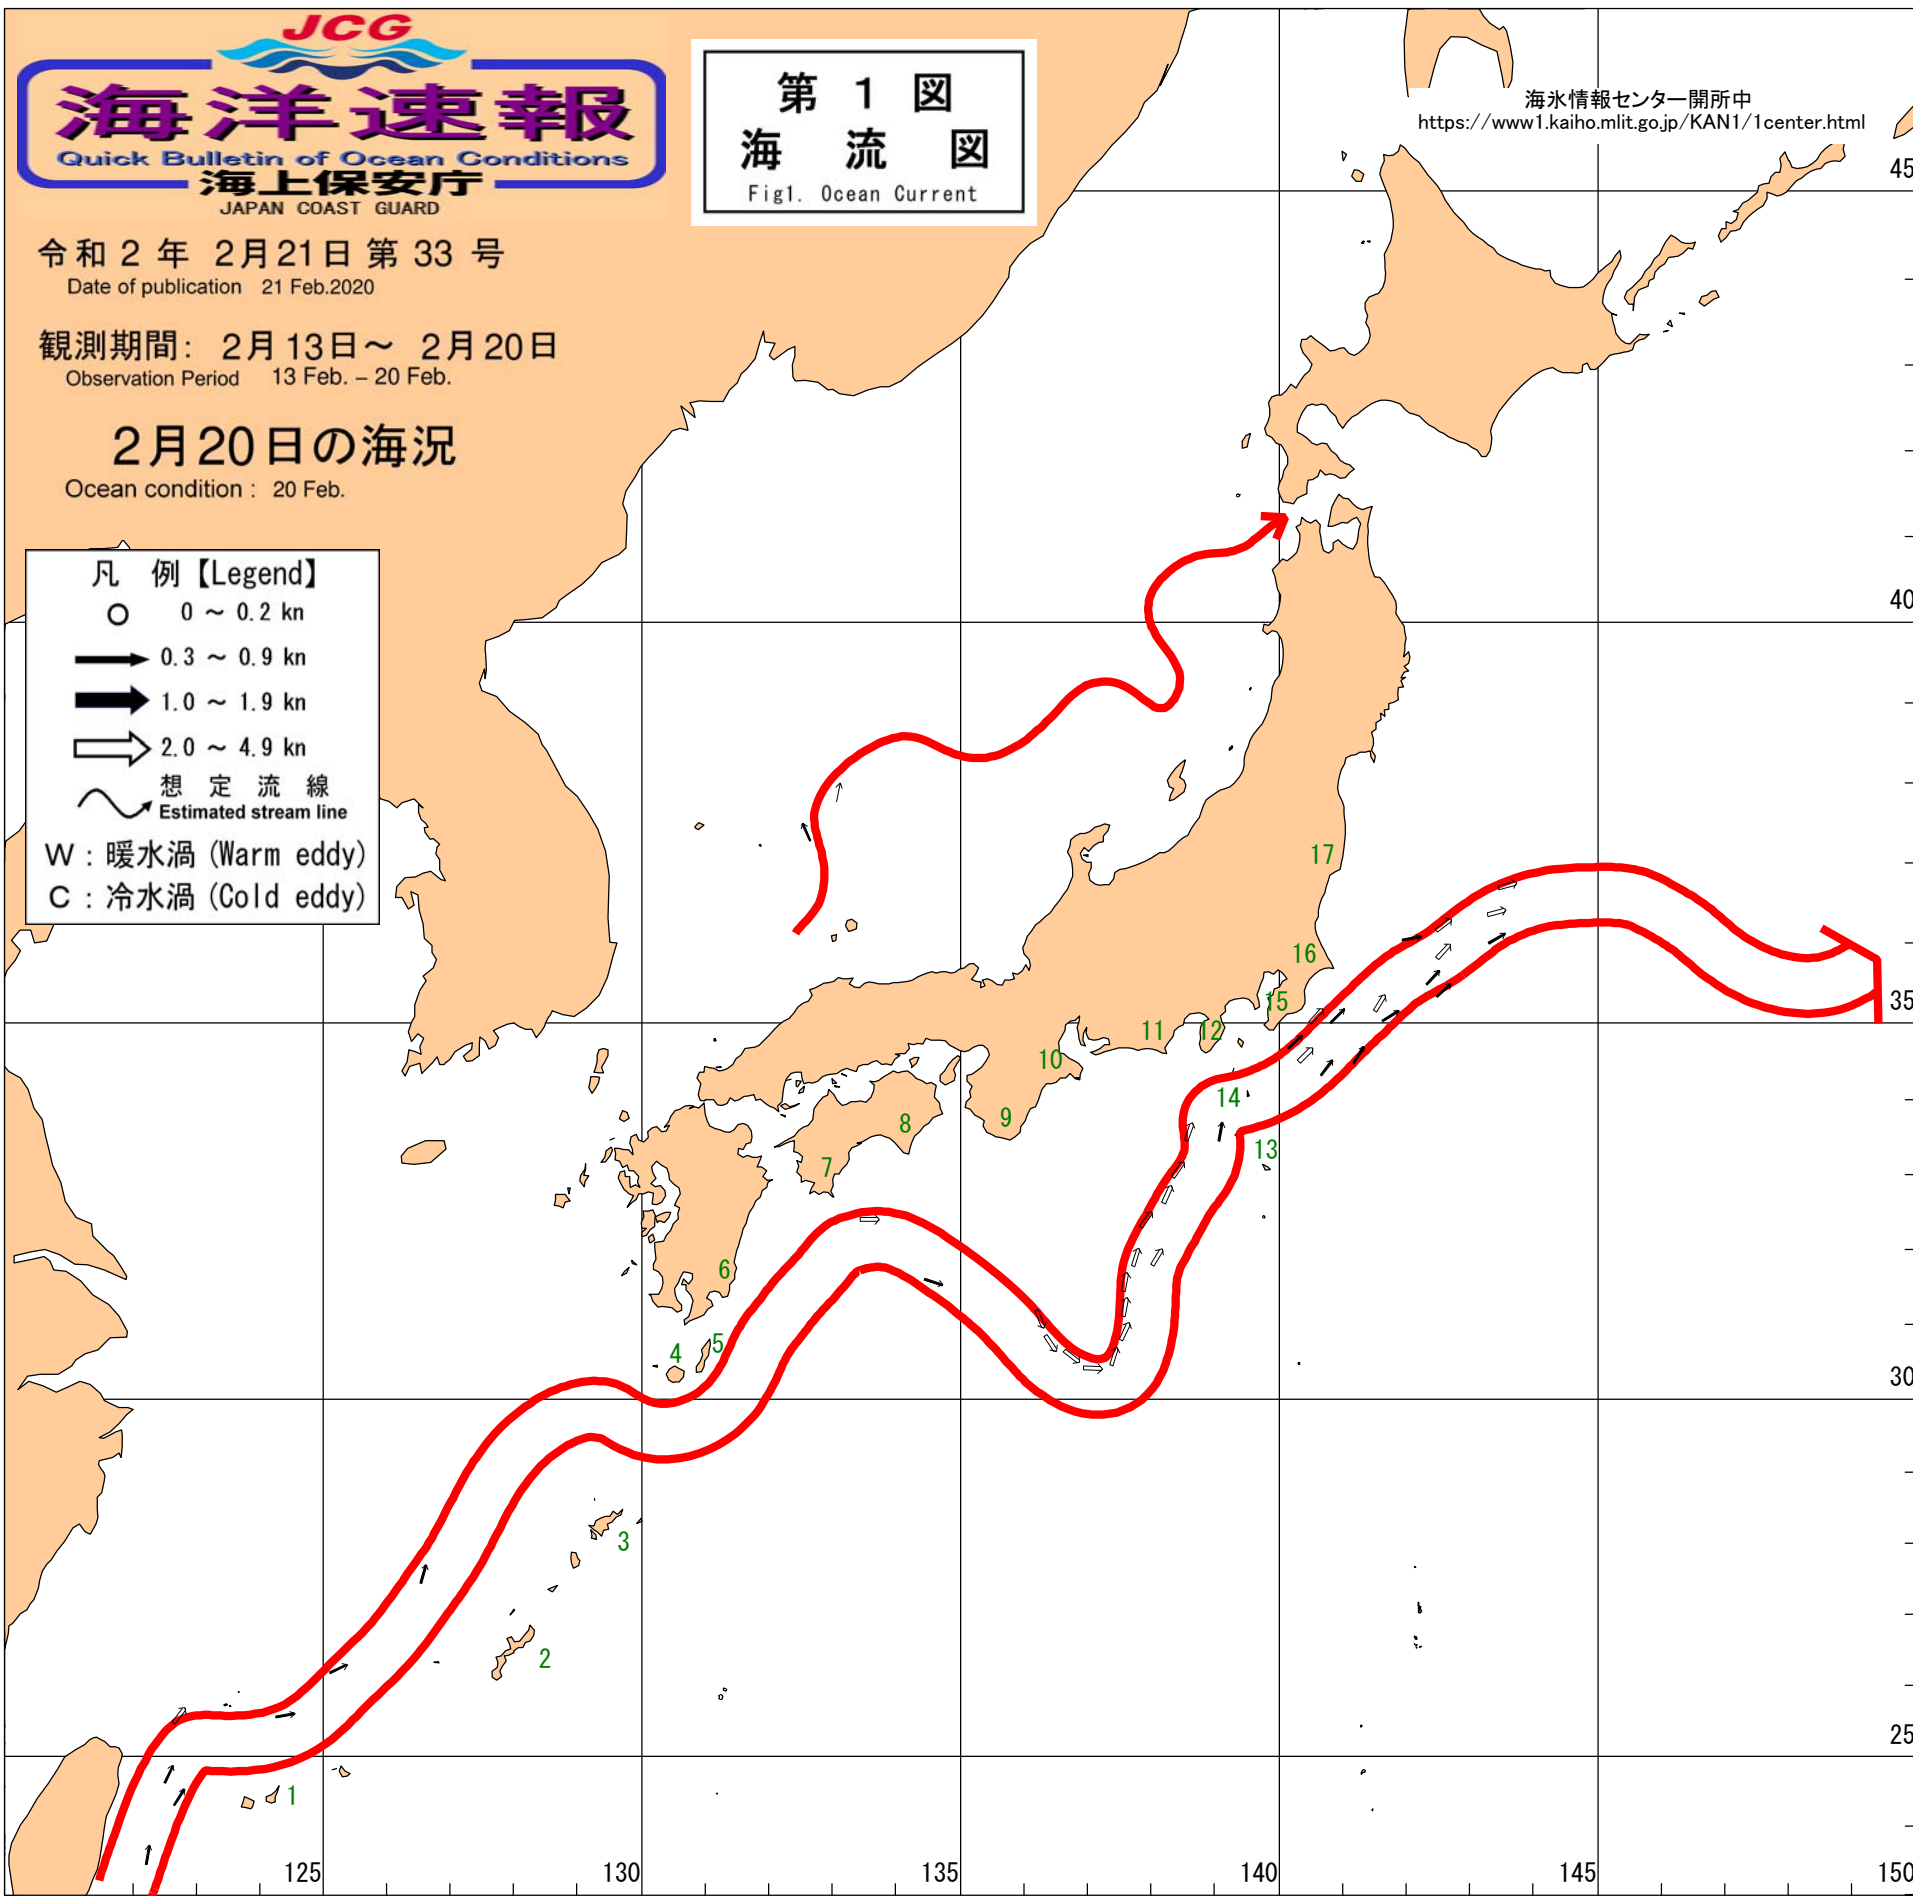 JCG
海洋速報
Quick Bulletin of Ocean Conditions
海上保安庁
JAPAN COAST GUARD
第 1 図
海 流 図
Fig1. Ocean Current
海氷情報センター開所中
https://www1.kaiho.mlit.go.jp/KAN1/1center.html
令和 2 年 2月21日 第 33 号
Date of publication 21 Feb.2020
観測期間: 2月13日～ 2月20日
Observation Period 13 Feb. – 20 Feb.
2月20日の海況
Ocean condition : 20 Feb.
凡 例【Legend】
0 ～ 0.2 kn
0.3 ～ 0.9 kn
1.0 ～ 1.9 kn
2.0 ～ 4.9 kn
想 定 流 線
Estimated stream line
W : 暖水渦 (Warm eddy)
C : 冷水渦 (Cold eddy)
45
40
35
30
25
17
16
15
12
11
10
14
9
8
13
7
6
5
4
3
2
1
125
130
135
140
145
150